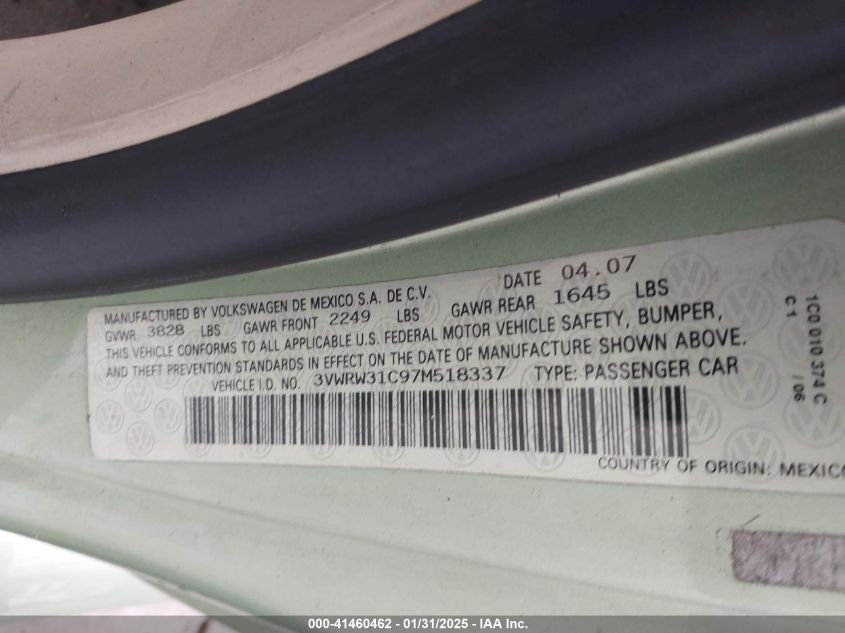 MANUFACTURED BY VOLKSWAGEN DE MEXICO S.A. DE C.V. DATE 04.07
GVWR 3828 LBS GAWR FRONT 2249 LBS GAWR REAR 1645 LBS
THIS VEHICLE CONFORMS TO ALL APPLICABLE U.S. FEDERAL MOTOR VEHICLE SAFETY, BUMPER,
AND THEFT PREVENTION STANDARDS IN EFFECT ON THE DATE OF MANUFACTURE SHOWN ABOVE.
VEHICLE I.D. NO. 3VWRW31C97M518337 TYPE: PASSENGER CAR
COUNTRY OF ORIGIN: MEXICO
1C0 010 374 C
C1 /06
000-41460462 - 01/31/2025 - IAA Inc.